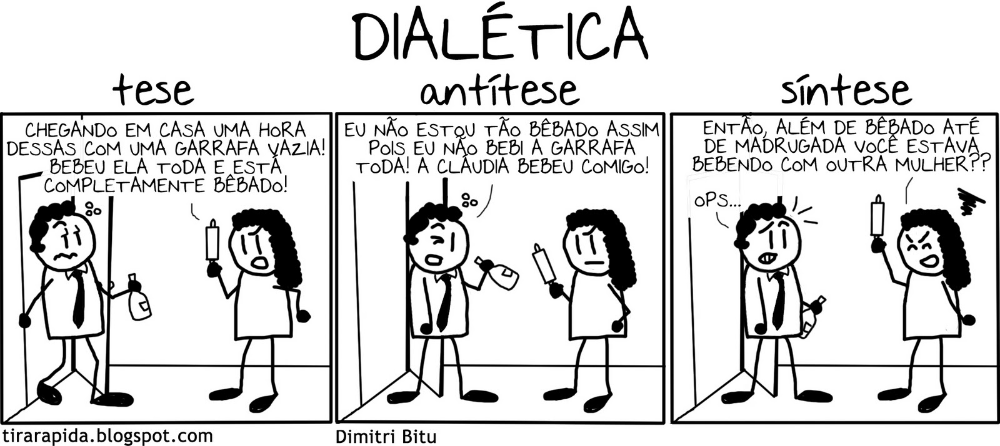 DIALÉTICA
tese
CHEGANDO EM CASA UMA HORA
DESSAS COM UMA GARRAFA VAZIA!
BEBEU ELA TODA E ESTÁ
COMPLETAMENTE BÊBADO!
antítese
EU NÃO ESTOU TÃO BÊBADO ASSIM
POIS EU NÃO BEBI A GARRAFA
TODA! A CLÁUDIA BEBEU COMIGO!
síntese
ENTÃO, ALÉM DE BÊBADO ATÉ
DE MADRUGADA VOCÊ ESTAVA
BEBENDO COM OUTRA MULHER??
OPS...
tirarapida.blogspot.com
Dimitri Bitu